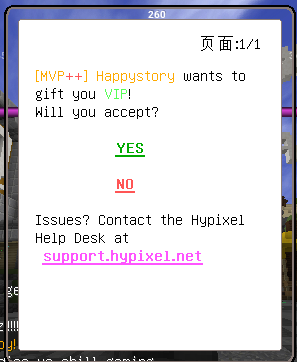 260
页面:1/1
[MVP++] Happystory wants to
gift you VIP!
Will you accept?
YES
NO
Issues? Contact the Hypixel
Help Desk at
support.hypixel.net